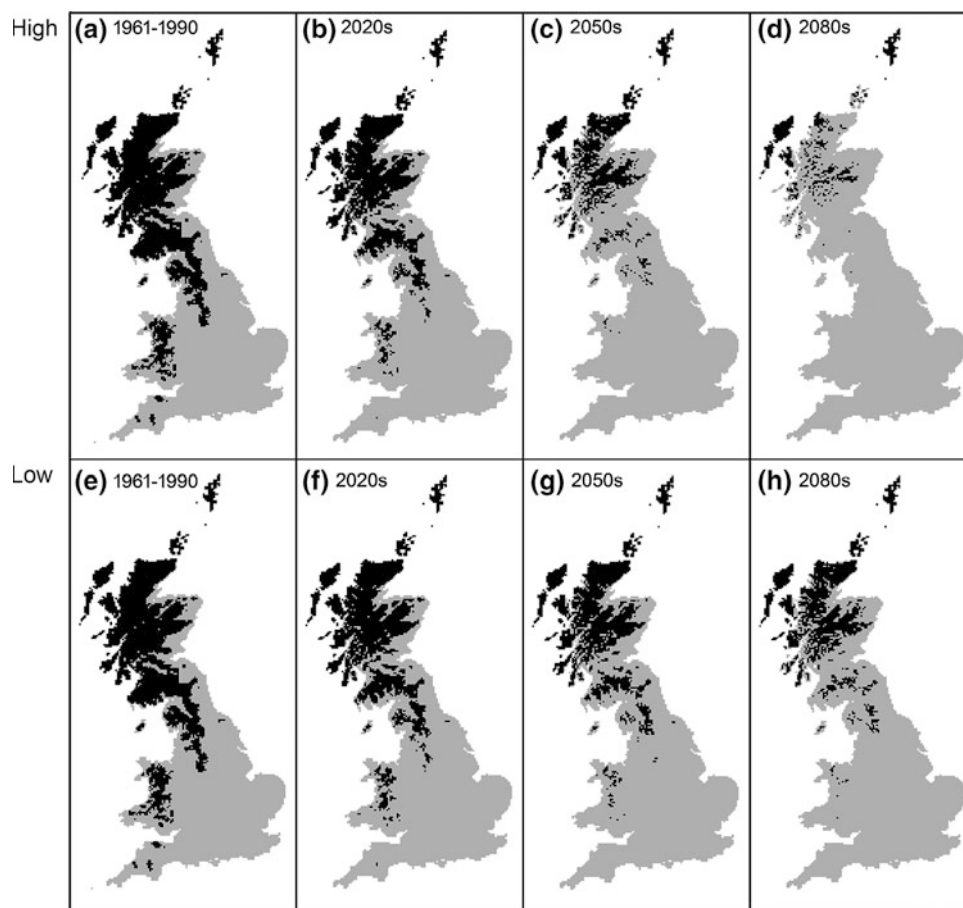 High
(a) 1961-1990
(b) 2020s
(c) 2050s
(d) 2080s
Low
(e) 1961-1990
(f) 2020s
(g) 2050s
(h) 2080s